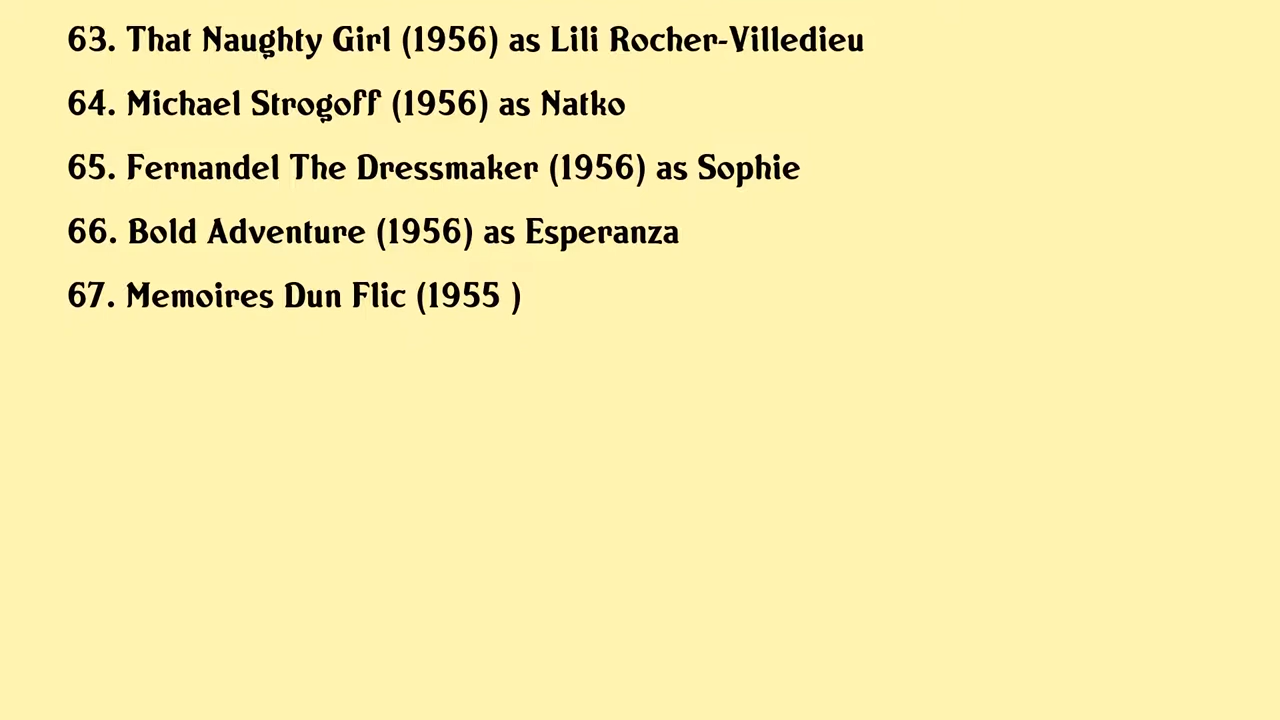 63. That Naughty Girl (1956) as Lili Rocher-Villedieu
64. Michael Strogoff (1956) as Natko
65. Fernandel The Dressmaker (1956) as Sophie
66. Bold Adventure (1956) as Esperanza
67. Memoires Dun Flic (1955 )